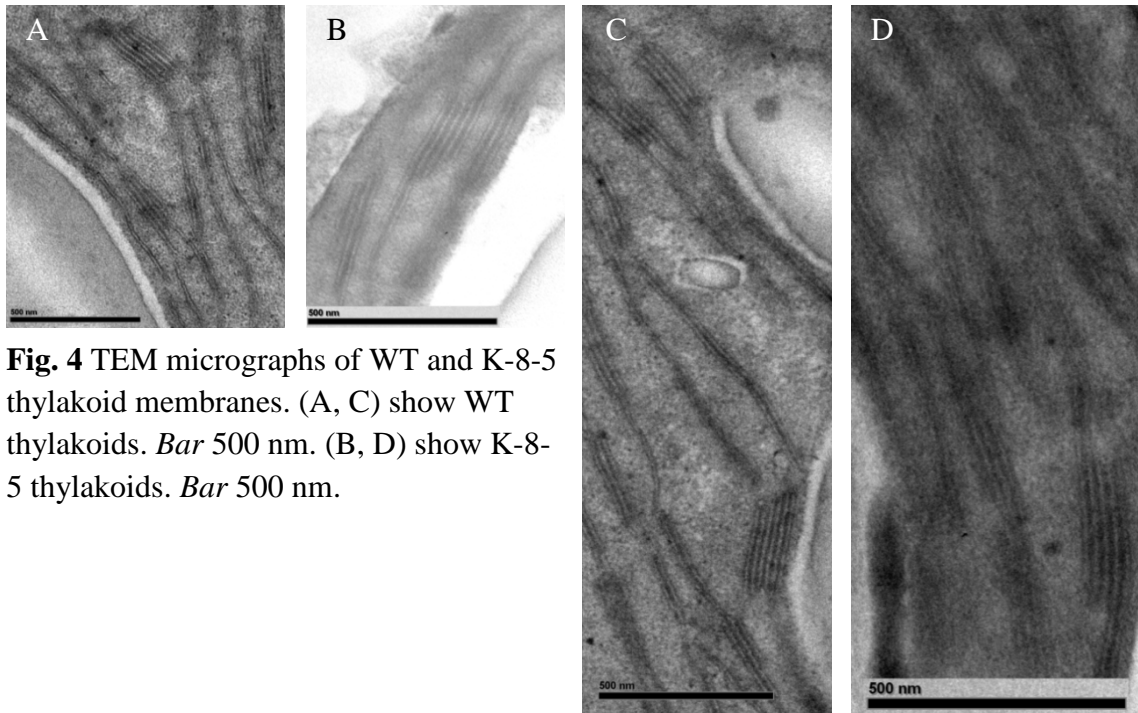 A
B
C
D
500 nm
500 nm
Fig. 4 TEM micrographs of WT and K-8-5
thylakoid membranes. (A, C) show WT
thylakoids. Bar 500 nm. (B, D) show K-8-
5 thylakoids. Bar 500 nm.
500 nm
500 nm